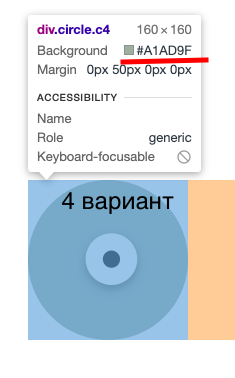 div.circle.c4 160 × 160
Background #A1AD9F
Margin 0px 50px 0px 0px
ACCESSIBILITY
Name
Role generic
Keyboard-focusable
4 вариант